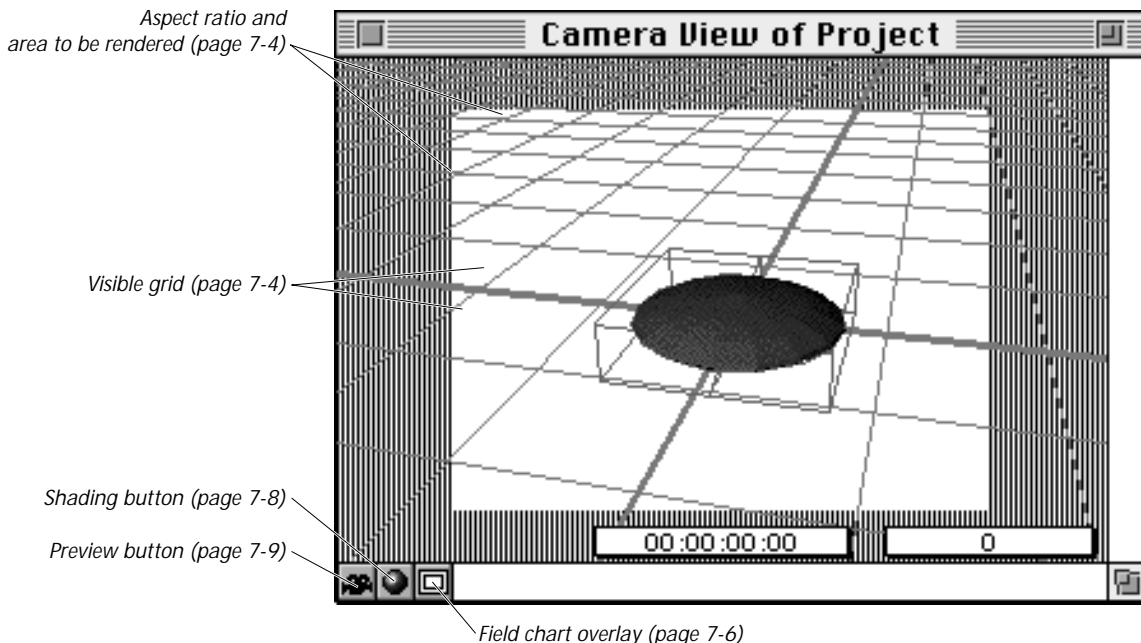 Aspect ratio and
area to be rendered (page 7-4)
Camera View of Project
Visible grid (page 7-4)
Shading button (page 7-8)
Preview button (page 7-9)
00:00:00:00
0
Field chart overlay (page 7-6)